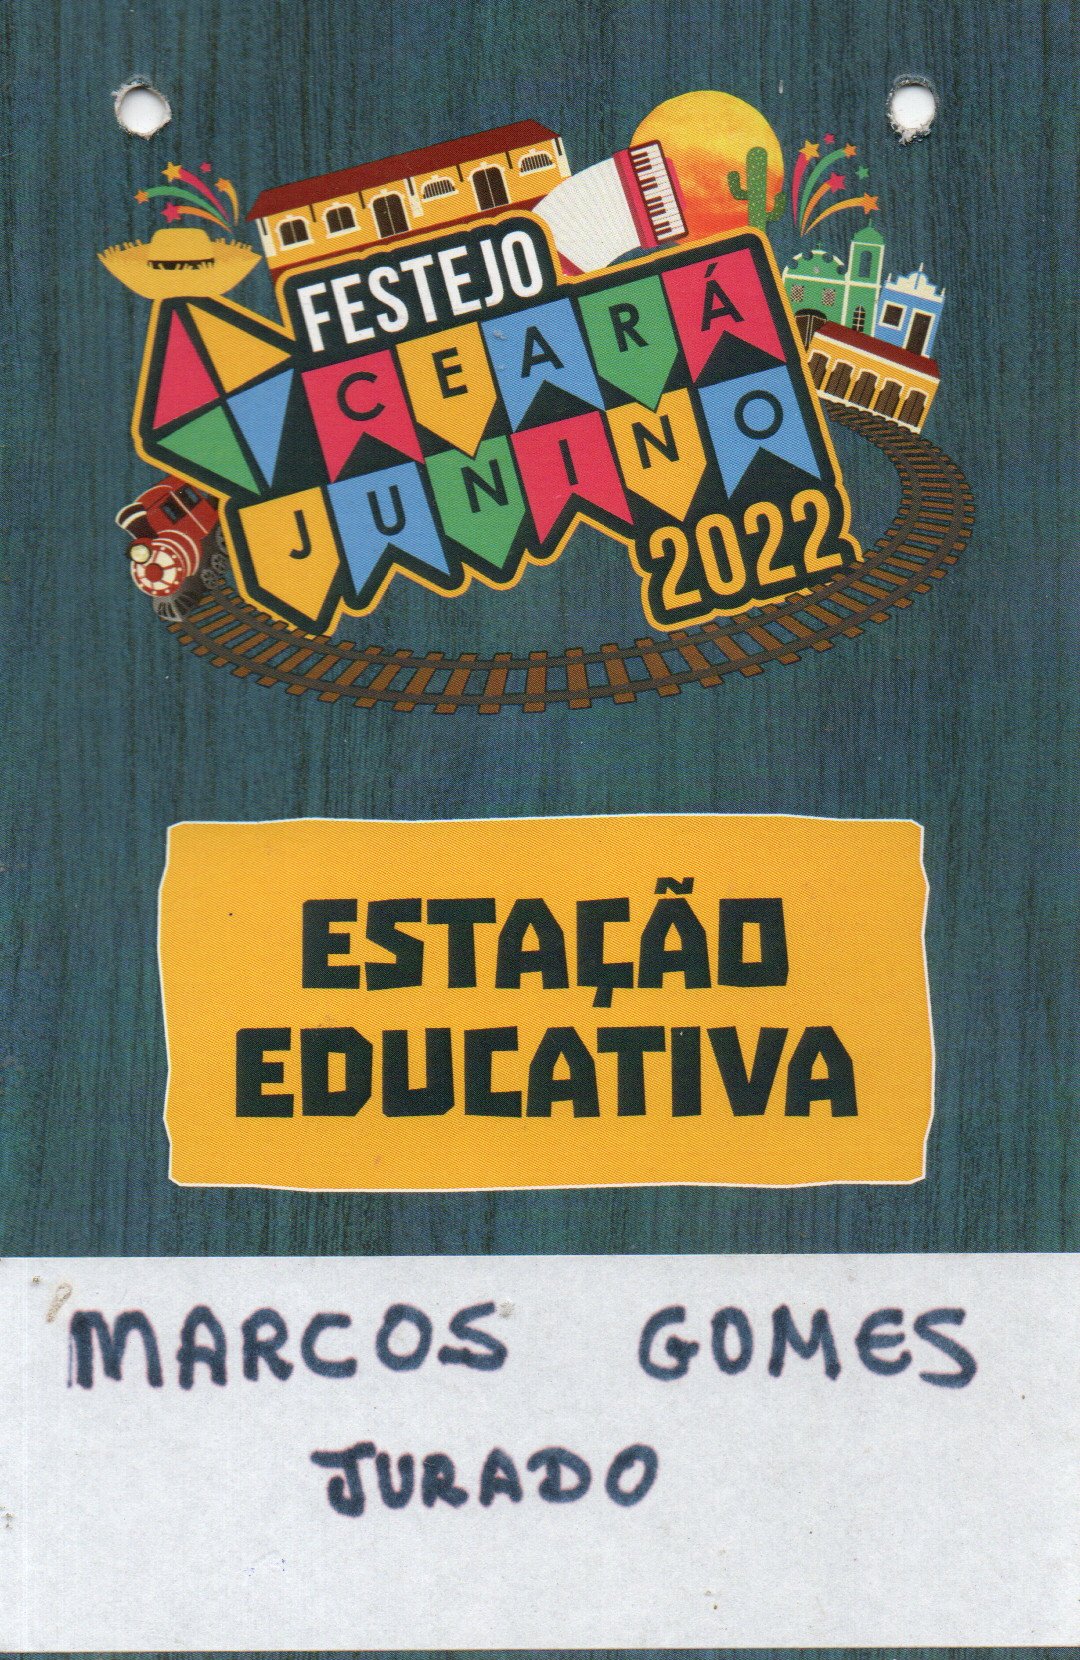 FESTEJO
CEARÁ
JUNINO
2022
ESTAÇÃO
EDUCATIVA
MARCOS GOMES
JURADO